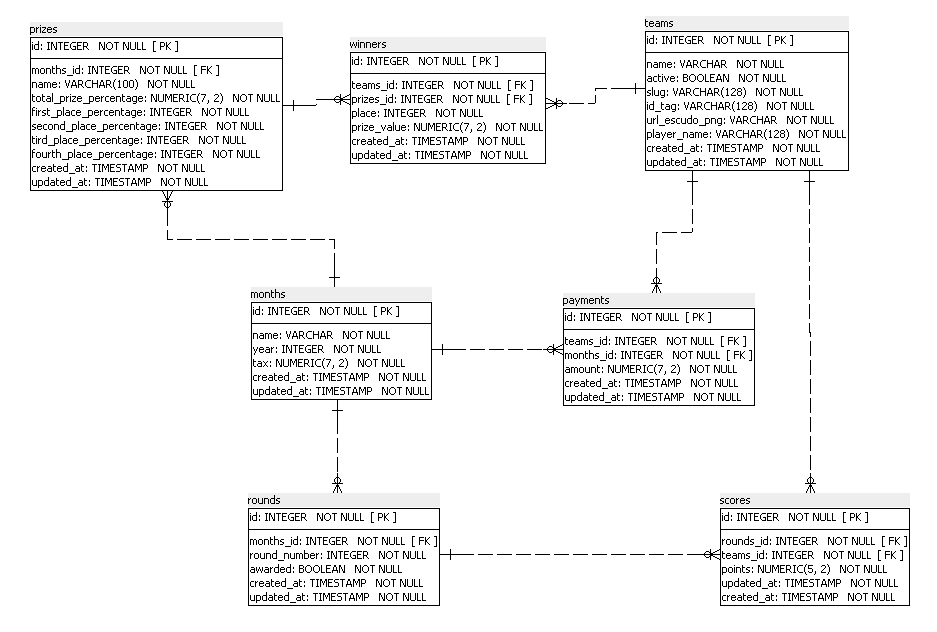 prizes
id: INTEGER NOT NULL [ PK ]
months_id: INTEGER NOT NULL [ FK ]
name: VARCHAR(100) NOT NULL
total_prize_percentage: NUMERIC(7, 2) NOT NULL
first_place_percentage: INTEGER NOT NULL
second_place_percentage: INTEGER NOT NULL
tird_place_percentage: INTEGER NOT NULL
fourth_place_percentage: INTEGER NOT NULL
created_at: TIMESTAMP NOT NULL
updated_at: TIMESTAMP NOT NULL
winners
id: INTEGER NOT NULL [ PK ]
teams_id: INTEGER NOT NULL [ FK ]
prizes_id: INTEGER NOT NULL [ FK ]
place: INTEGER NOT NULL
prize_value: NUMERIC(7, 2) NOT NULL
created_at: TIMESTAMP NOT NULL
updated_at: TIMESTAMP NOT NULL
teams
id: INTEGER NOT NULL [ PK ]
name: VARCHAR NOT NULL
active: BOOLEAN NOT NULL
slug: VARCHAR(128) NOT NULL
id_tag: VARCHAR(128) NOT NULL
url_escudo_png: VARCHAR NOT NULL
player_name: VARCHAR(128) NOT NULL
created_at: TIMESTAMP NOT NULL
updated_at: TIMESTAMP NOT NULL
months
id: INTEGER NOT NULL [ PK ]
name: VARCHAR NOT NULL
year: INTEGER NOT NULL
tax: NUMERIC(7, 2) NOT NULL
created_at: TIMESTAMP NOT NULL
updated_at: TIMESTAMP NOT NULL
payments
id: INTEGER NOT NULL [ PK ]
teams_id: INTEGER NOT NULL [ FK ]
months_id: INTEGER NOT NULL [ FK ]
amount: NUMERIC(7, 2) NOT NULL
created_at: TIMESTAMP NOT NULL
updated_at: TIMESTAMP NOT NULL
rounds
id: INTEGER NOT NULL [ PK ]
months_id: INTEGER NOT NULL [ FK ]
round_number: INTEGER NOT NULL
awarded: BOOLEAN NOT NULL
created_at: TIMESTAMP NOT NULL
updated_at: TIMESTAMP NOT NULL
scores
id: INTEGER NOT NULL [ PK ]
rounds_id: INTEGER NOT NULL [ FK ]
teams_id: INTEGER NOT NULL [ FK ]
points: NUMERIC(5, 2) NOT NULL
updated_at: TIMESTAMP NOT NULL
created_at: TIMESTAMP NOT NULL